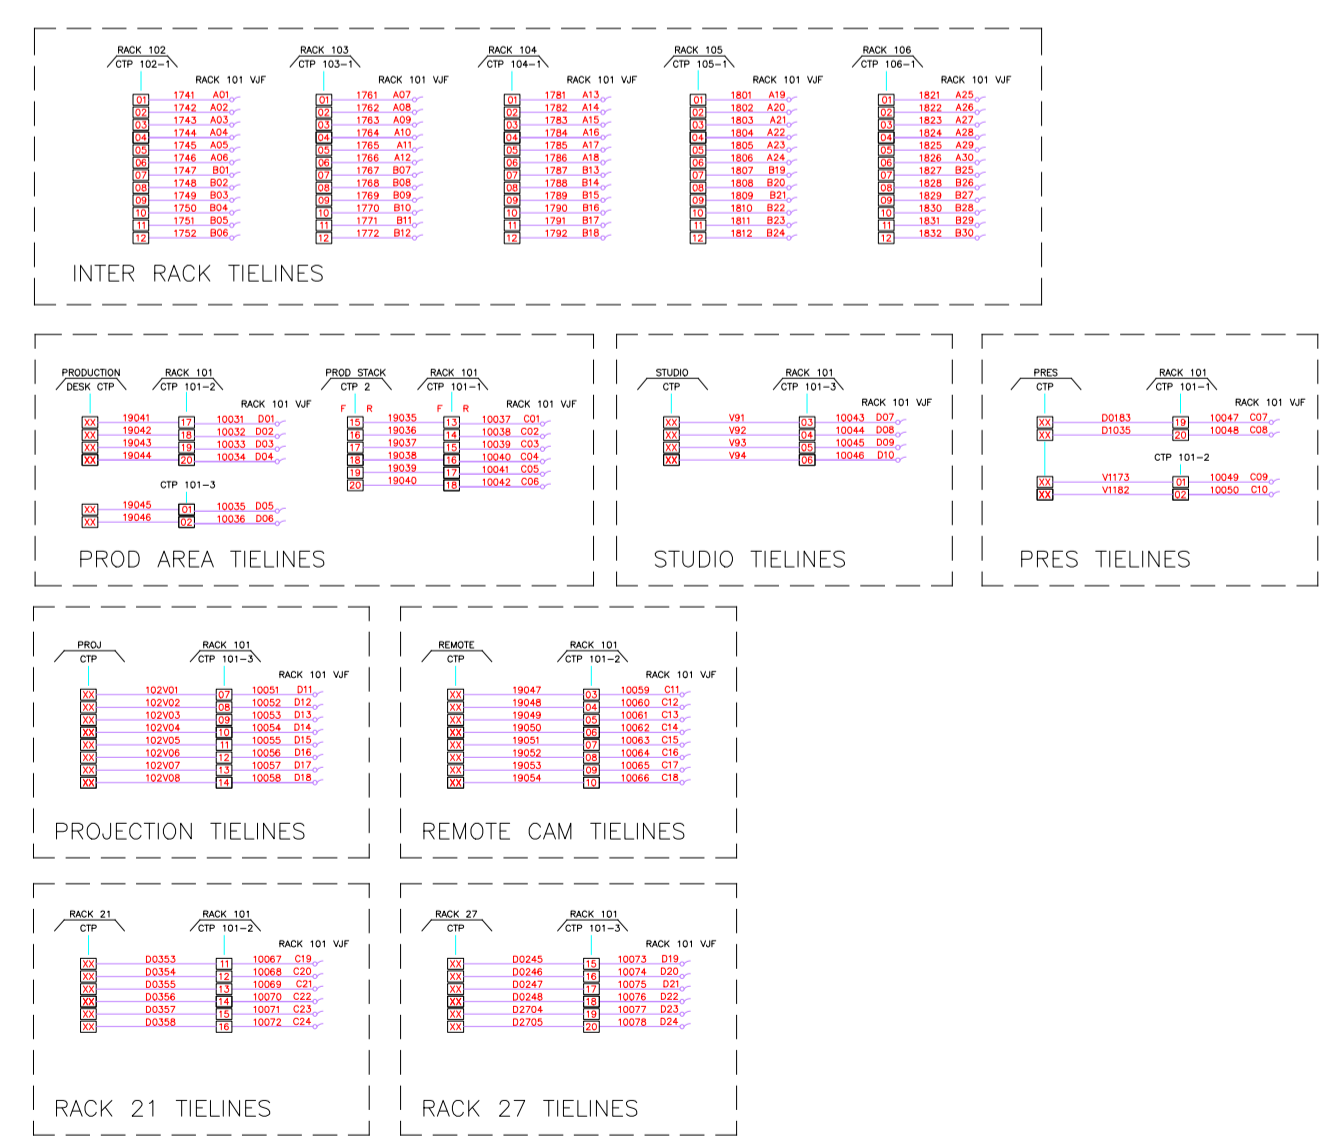 RACK 102 RACK 103 RACK 104 RACK 105 RACK 106
CTP 102-1 CTP 103-1 CTP 104-1 CTP 105-1 CTP 106-1
RACK 101 VJF RACK 101 VJF RACK 101 VJF RACK 101 VJF RACK 101 VJF
01 1741 A01 01 1761 A07 01 1781 A13 01 1801 A19 01 1821 A25
02 1742 A02 02 1762 A08 02 1782 A14 02 1802 A20 02 1822 A26
03 1743 A03 03 1763 A09 03 1783 A15 03 1803 A21 03 1823 A27
04 1744 A04 04 1764 A10 04 1784 A16 04 1804 A22 04 1824 A28
05 1745 A05 05 1765 A11 05 1785 A17 05 1805 A23 05 1825 A29
06 1746 A06 06 1766 A12 06 1786 A18 06 1806 A24 06 1826 A30
07 1747 B01 07 1767 B07 07 1787 B13 07 1807 B19 07 1827 B25
08 1748 B02 08 1768 B08 08 1788 B14 08 1808 B20 08 1828 B26
09 1749 B03 09 1769 B09 09 1789 B15 09 1809 B21 09 1829 B27
10 1750 B04 10 1770 B10 10 1790 B16 10 1810 B22 10 1830 B28
11 1751 B05 11 1771 B11 11 1791 B17 11 1811 B23 11 1831 B29
12 1752 B06 12 1772 B12 12 1792 B18 12 1812 B24 12 1832 B30
INTER RACK TIELINES
PRODUCTION RACK 101 PROD STACK RACK 101
DESK CTP CTP 101-2 CTP 2 CTP 101-1
RACK 101 VJF RACK 101 VJF
F R F R
XX 19041 17 10031 D01 15 19035 13 10037 C01
XX 19042 18 10032 D02 16 19036 14 10038 C02
XX 19043 19 10033 D03 17 19037 15 10039 C03
XX 19044 20 10034 D04 18 19038 16 10040 C04
19 19039 17 10041 C05
20 19040 18 10042 C06
CTP 101-3
XX 19045 01 10035 D05
XX 19046 02 10036 D06
PROD AREA TIELINES
STUDIO RACK 101
CTP CTP 101-3
RACK 101 VJF
XX V91 03 10043 D07
XX V92 04 10044 D08
XX V93 05 10045 D09
XX V94 06 10046 D10
STUDIO TIELINES
PRES RACK 101
CTP CTP 101-1
RACK 101 VJF
XX D0183 19 10047 C07
XX D1035 20 10048 C08
CTP 101-2
XX V1173 01 10049 C09
XX V1182 02 10050 C10
PRES TIELINES
PROJ RACK 101
CTP CTP 101-3
RACK 101 VJF
XX 102V01 07 10051 D11
XX 102V02 08 10052 D12
XX 102V03 09 10053 D13
XX 102V04 10 10054 D14
XX 102V05 11 10055 D15
XX 102V06 12 10056 D16
XX 102V07 13 10057 D17
XX 102V08 14 10058 D18
PROJECTION TIELINES
REMOTE RACK 101
CTP CTP 101-2
RACK 101 VJF
XX 19047 03 10059 C11
XX 19048 04 10060 C12
XX 19049 05 10061 C13
XX 19050 06 10062 C14
XX 19051 07 10063 C15
XX 19052 08 10064 C16
XX 19053 09 10065 C17
XX 19054 10 10066 C18
REMOTE CAM TIELINES
RACK 21 RACK 101
CTP CTP 101-2
RACK 101 VJF
XX D0353 11 10067 C19
XX D0354 12 10068 C20
XX D0355 13 10069 C21
XX D0356 14 10070 C22
XX D0357 15 10071 C23
XX D0358 16 10072 C24
RACK 21 TIELINES
RACK 27 RACK 101
CTP CTP 101-3
RACK 101 VJF
XX D0245 15 10073 D19
XX D0246 16 10074 D20
XX D0247 17 10075 D21
XX D0248 18 10076 D22
XX D2704 19 10077 D23
XX D2705 20 10078 D24
RACK 27 TIELINES